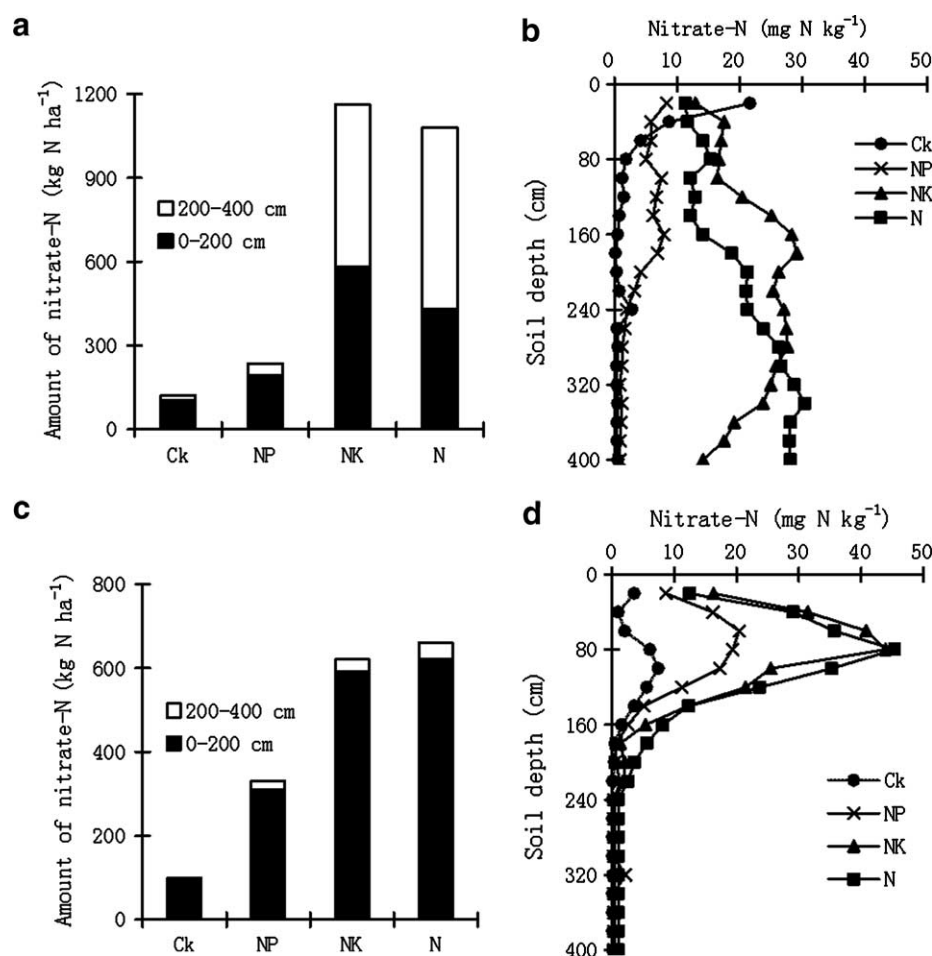 a
Amount of nitrate-N (kg N ha⁻¹)
1200
900
600
300
0
200-400 cm
0-200 cm
Ck NP NK N
b
Nitrate-N (mg N kg⁻¹)
0 10 20 30 40 50
Soil depth (cm)
0
80
160
240
320
400
Ck
NP
NK
N
c
Amount of nitrate-N (kg N ha⁻¹)
800
600
400
200
0
200-400 cm
0-200 cm
Ck NP NK N
d
Nitrate-N (mg N kg⁻¹)
0 10 20 30 40 50
Soil depth (cm)
0
80
160
240
320
400
Ck
NP
NK
N